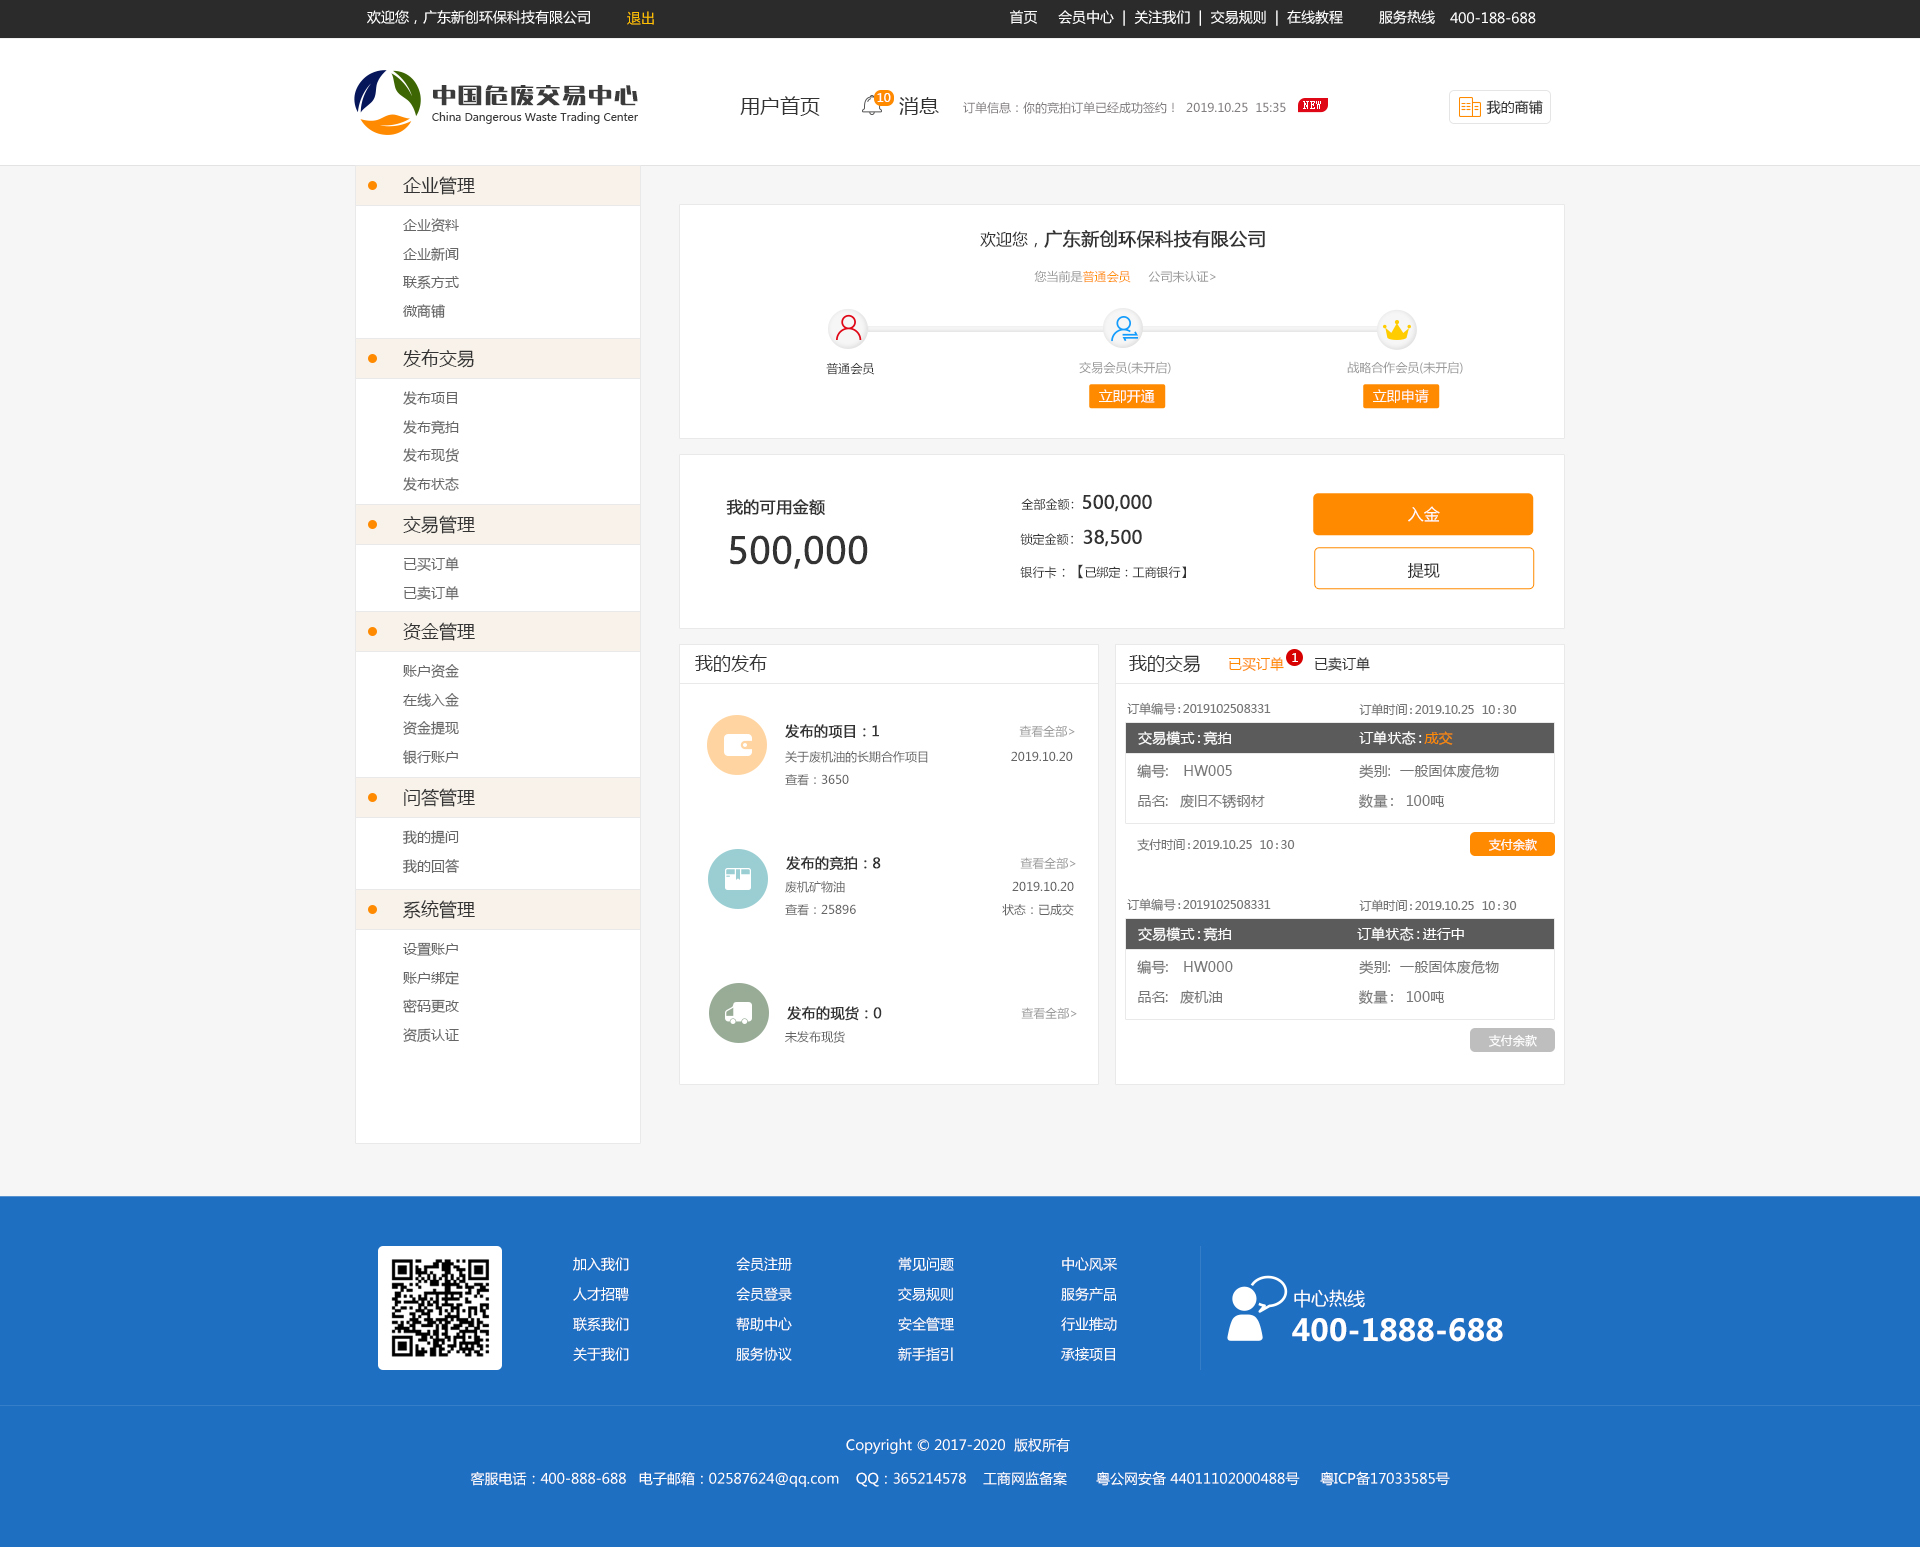 欢迎您，广东新创环保科技有限公司 退出 首页 会员中心 | 关注我们 | 交易规则 | 在线教程 服务热线 400-188-688
中国危废交易中心
China Dangerous Waste Trading Center
用户首页 10 消息 订单信息：你的竞拍订单已经成功签约！ 2019.10.25 15:35 NEW 我的商铺
企业管理
企业资料
企业新闻
联系方式
微商铺
发布交易
发布项目
发布竞拍
发布现货
发布状态
交易管理
已买订单
已卖订单
资金管理
账户资金
在线入金
资金提现
银行账户
问答管理
我的提问
我的回答
系统管理
设置账户
账户绑定
密码更改
资质认证
欢迎您，广东新创环保科技有限公司
您当前是普通会员 公司未认证>
普通会员 交易会员(未开启) 战略合作会员(未开启)
立即开通 立即申请
我的可用金额
500,000
全部金额: 500,000
锁定金额: 38,500
银行卡：【已绑定：工商银行】
入金
提现
我的发布
发布的项目：1 查看全部>
关于废机油的长期合作项目 2019.10.20
查看：3650
发布的竞拍：8 查看全部>
废机矿物油 2019.10.20
查看：25896 状态：已成交
发布的现货：0 查看全部>
未发布现货
我的交易 已买订单 1 已卖订单
订单编号:2019102508331 订单时间:2019.10.25 10:30
交易模式:竞拍 订单状态:成交
编号: HW005 类别: 一般固体废危物
品名: 废旧不锈钢材 数量: 100吨
支付时间:2019.10.25 10:30 支付余款
订单编号:2019102508331 订单时间:2019.10.25 10:30
交易模式:竞拍 订单状态:进行中
编号: HW000 类别: 一般固体废危物
品名: 废机油 数量: 100吨
支付余款
加入我们 会员注册 常见问题 中心风采
人才招聘 会员登录 交易规则 服务产品
联系我们 帮助中心 安全管理 行业推动
关于我们 服务协议 新手指引 承接项目
中心热线
400-1888-688
Copyright © 2017-2020 版权所有
客服电话：400-888-688 电子邮箱：02587624@qq.com QQ：365214578 工商网监备案 粤公网安备 44011102000488号 粤ICP备17033585号